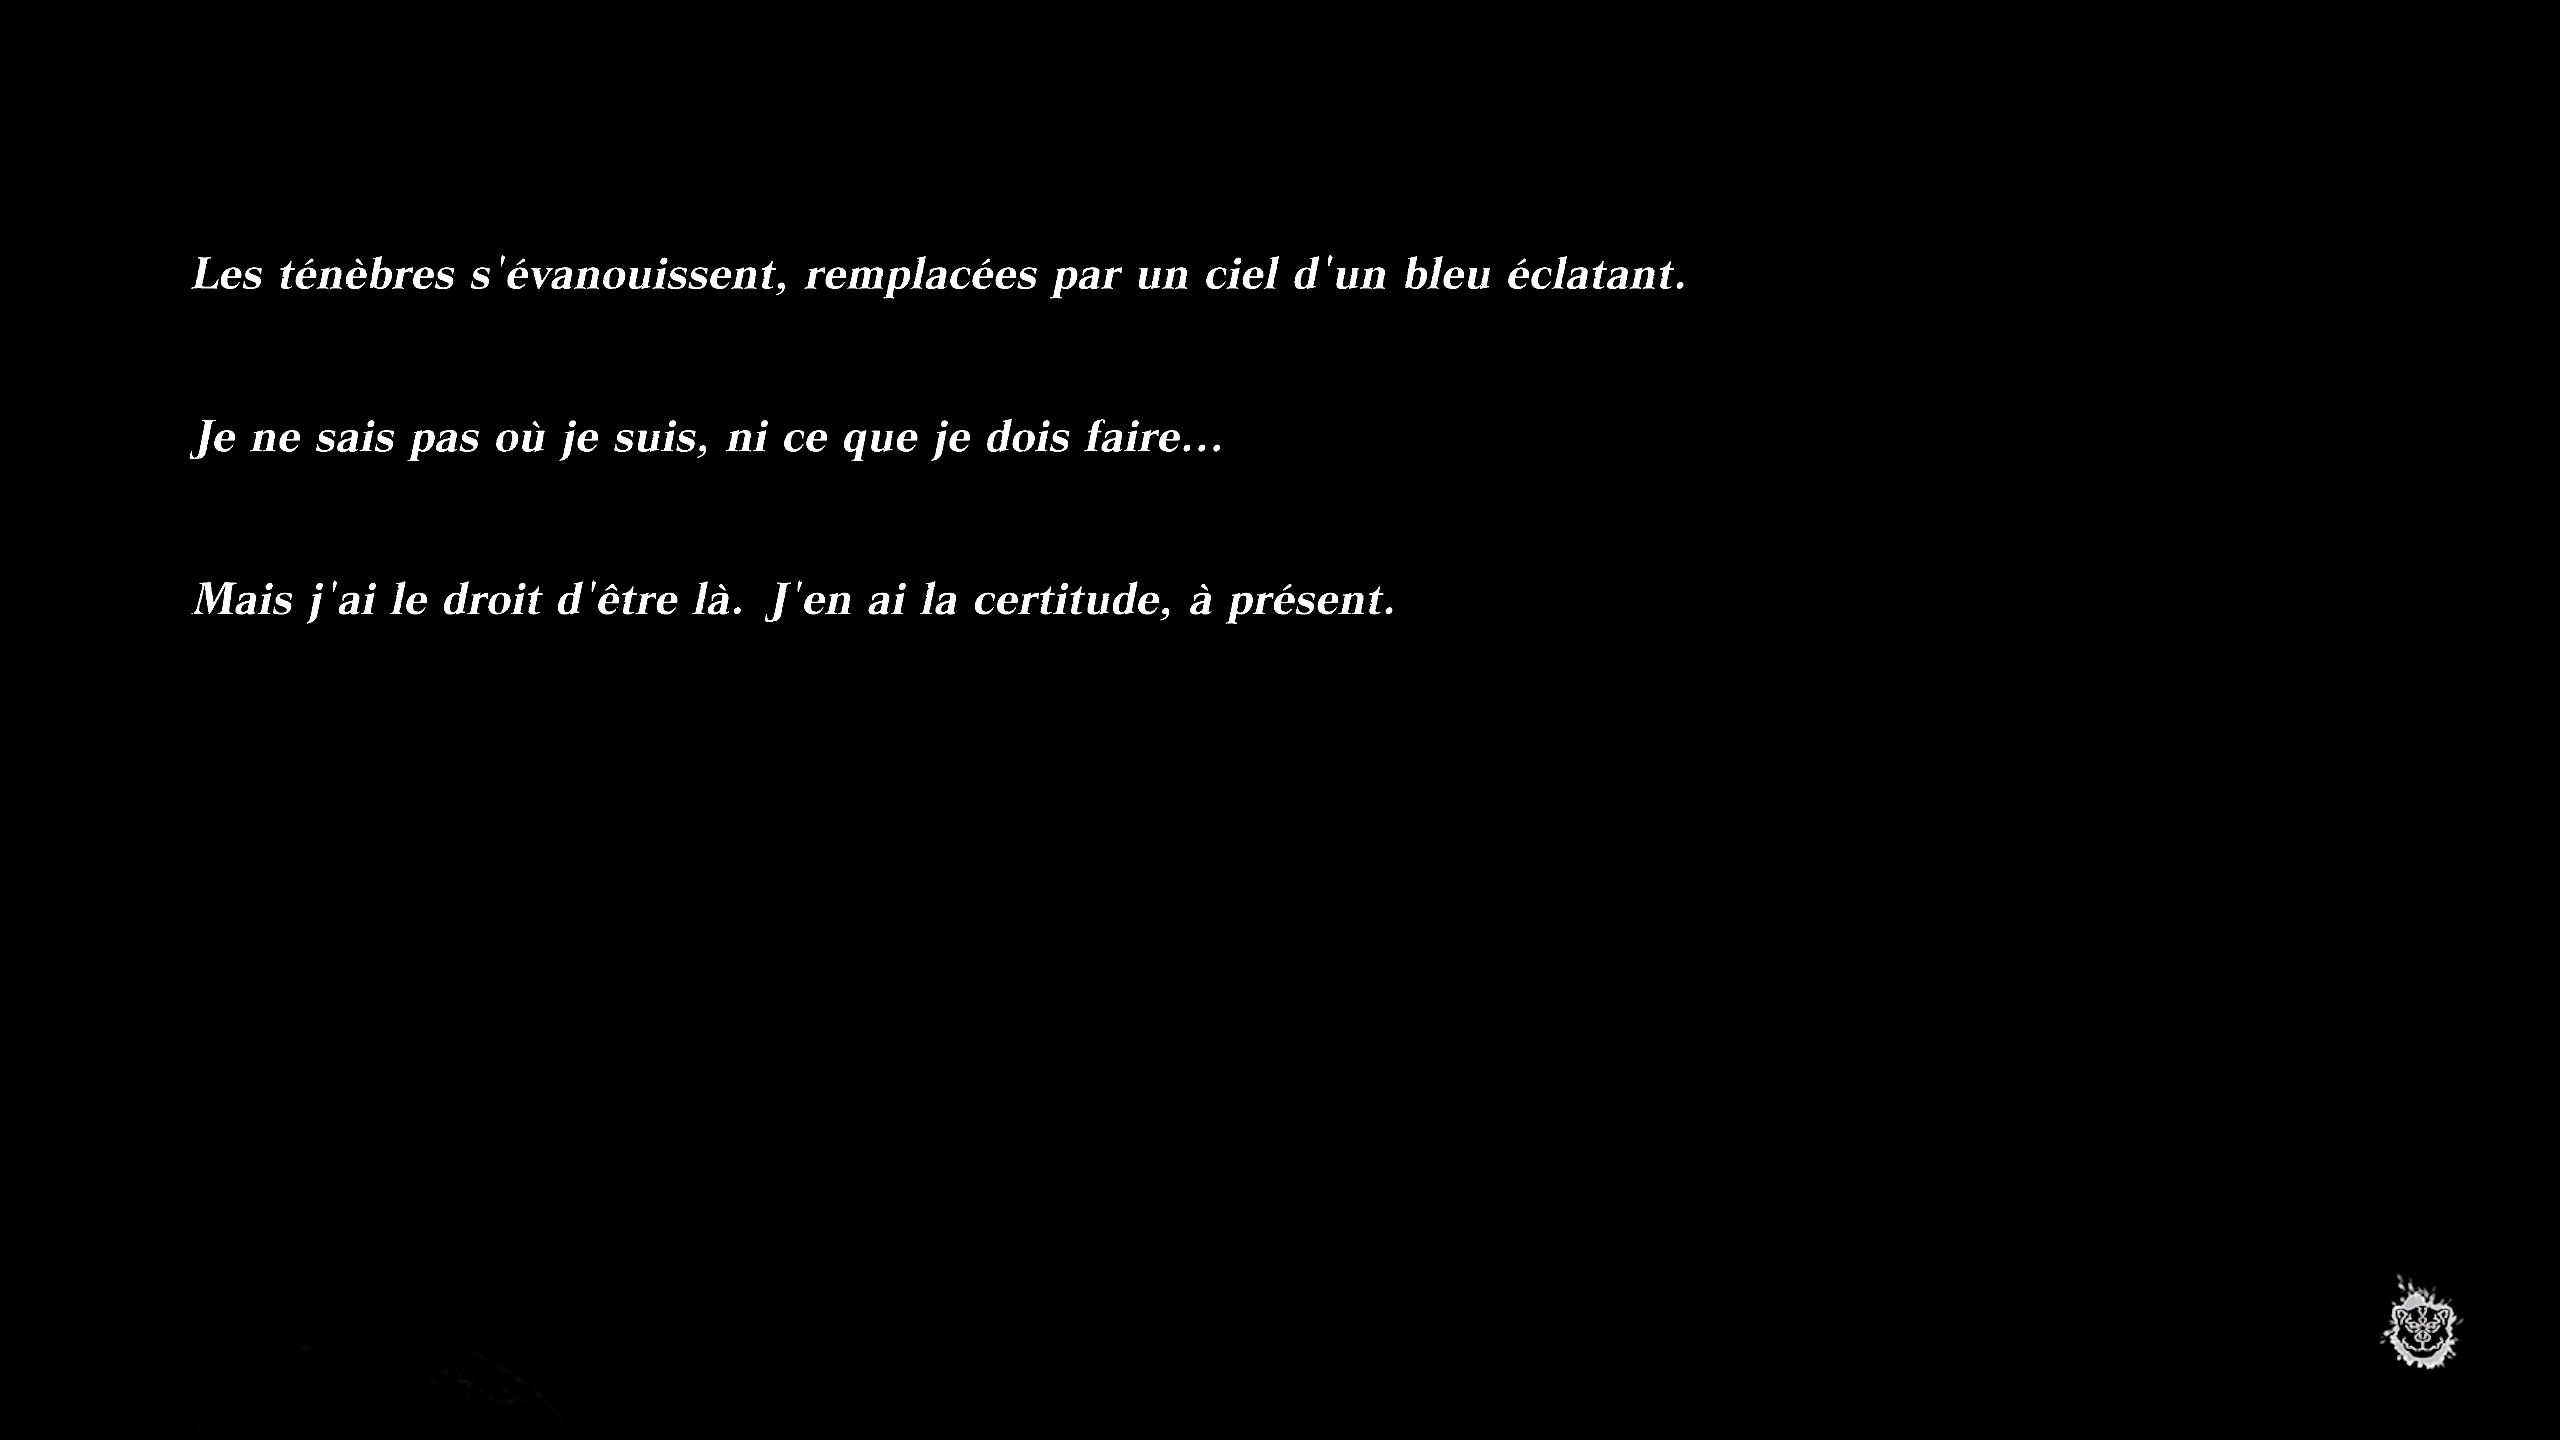 Les ténèbres s'évanouissent, remplacées par un ciel d'un bleu éclatant.
Je ne sais pas où je suis, ni ce que je dois faire...
Mais j'ai le droit d'être là. J'en ai la certitude, à présent.